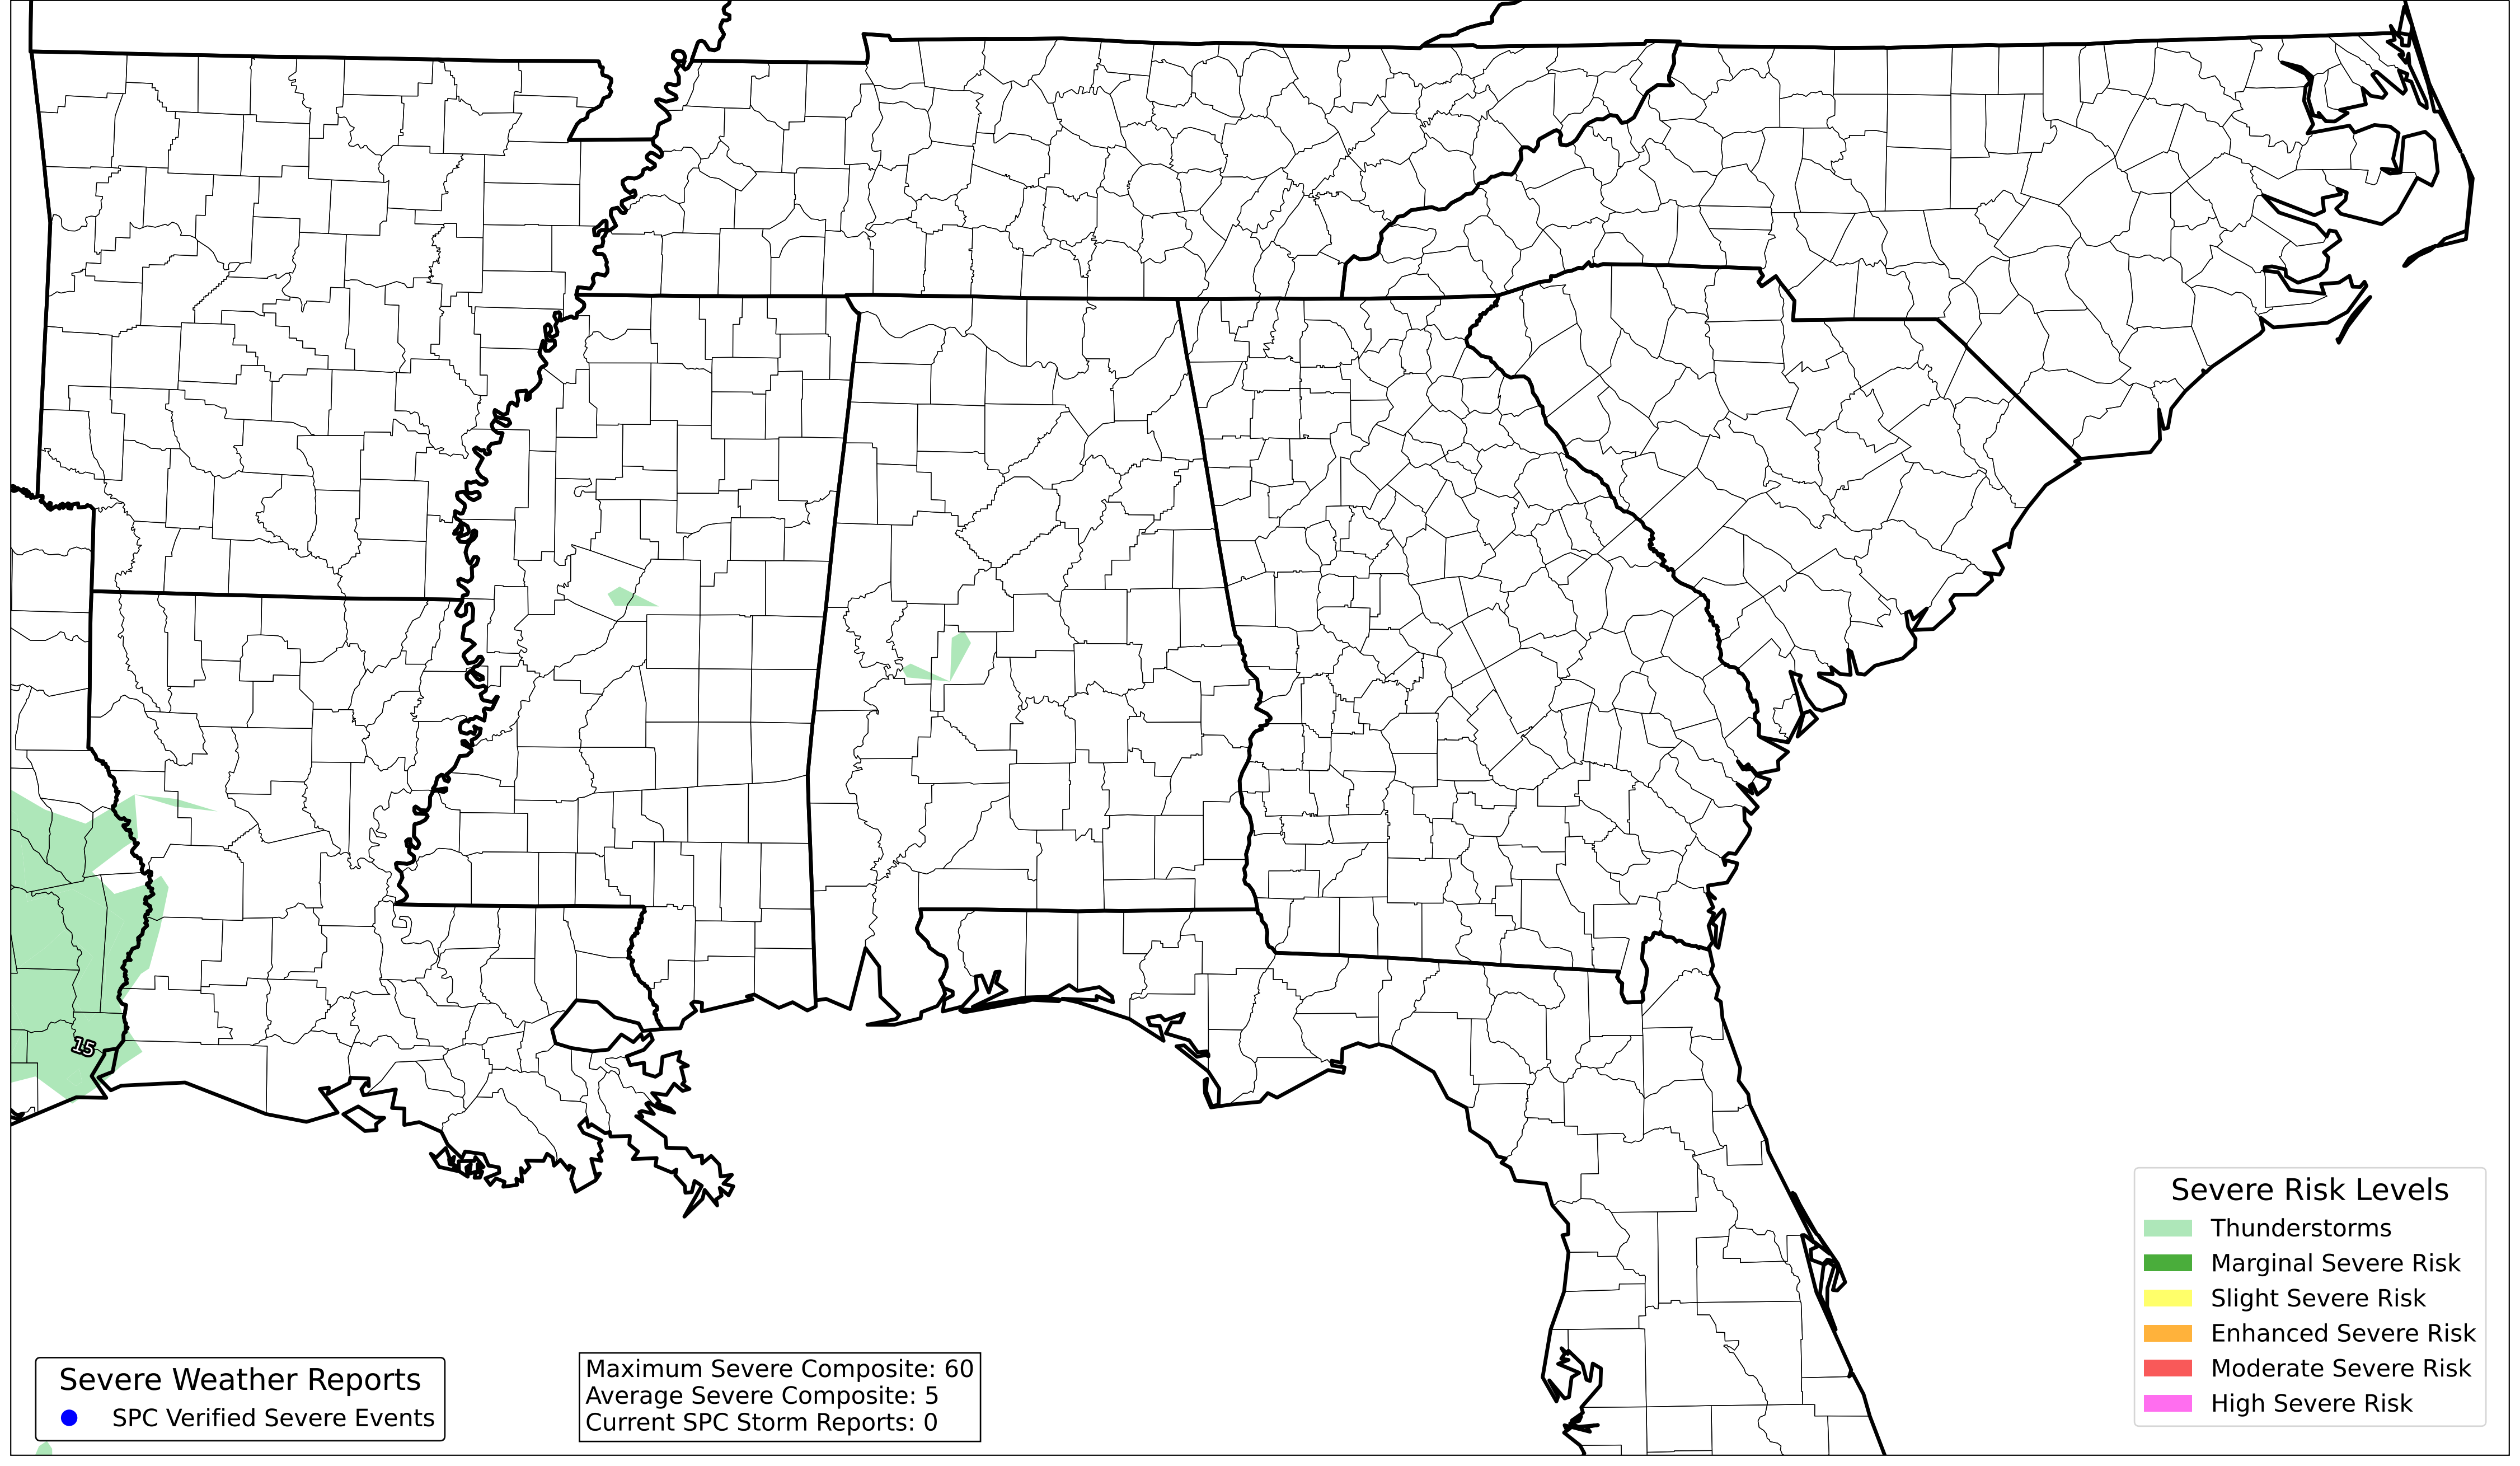 15
Severe Risk Levels
Thunderstorms
Marginal Severe Risk
Slight Severe Risk
Enhanced Severe Risk
Moderate Severe Risk
High Severe Risk
Severe Weather Reports
SPC Verified Severe Events
Maximum Severe Composite: 60
Average Severe Composite: 5
Current SPC Storm Reports: 0